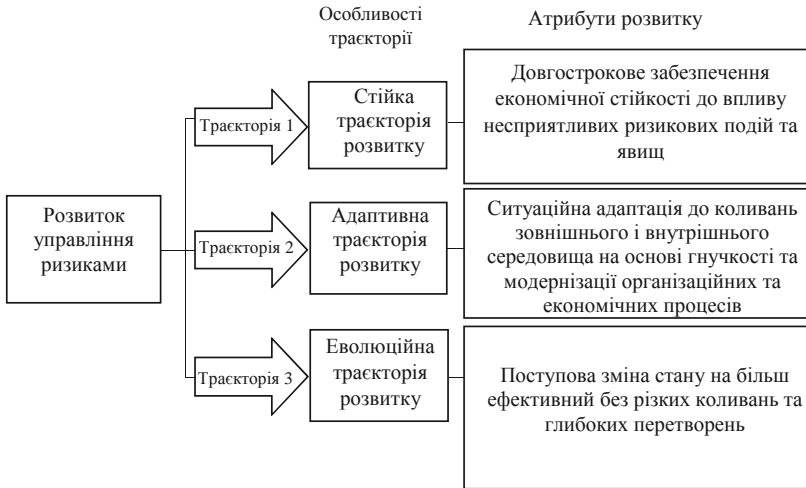 Особливості
траєкторії
Атрибути розвитку
Розвиток
управління
ризиками
Траєкторія 1
Стійка
траєкторія
розвитку
Довгострокове забезпечення
економічної стійкості до впливу
несприятливих ризикових подій та
явищ
Траєкторія 2
Адаптивна
траєкторія
розвитку
Ситуаційна адаптація до коливань
зовнішнього і внутрішнього
середовища на основі гнучкості та
модернізації організаційних та
економічних процесів
Траєкторія 3
Еволюційна
траєкторія
розвитку
Поступова зміна стану на більш
ефективний без різких коливань та
глибоких перетворень